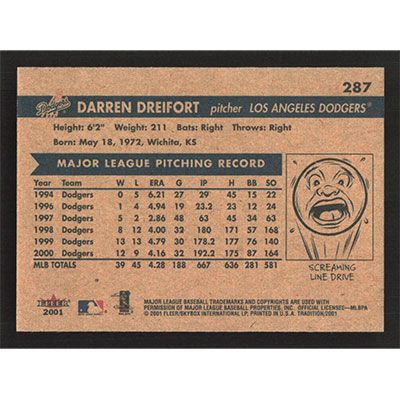 287
Dodgers
DARREN DREIFORT pitcher LOS ANGELES DODGERS®
Height: 6'2" Weight: 211 Bats: Right Throws: Right
Born: May 18, 1972, Wichita, KS
MAJOR LEAGUE PITCHING RECORD
Year Team W L ERA G IP H BB SO
1994 Dodgers 0 5 6.21 27 29 45 15 22
1996 Dodgers 1 4 4.94 19 23.2 23 12 24
1997 Dodgers 5 2 2.86 48 63 45 34 63
1998 Dodgers 8 12 4.00 32 180 171 57 168
1999 Dodgers 13 13 4.79 30 178.2 177 76 140
2000 Dodgers 12 9 4.16 32 192.2 175 87 164
MLB TOTALS 39 45 4.28 188 667 636 281 581
SCREAMING
LINE DRIVE
FLEER
2001
MAJOR LEAGUE BASEBALL TRADEMARKS AND COPYRIGHTS ARE USED WITH
PERMISSION OF MAJOR LEAGUE BASEBALL PROPERTIES, INC. OFFICIAL LICENSEE—MLBPA
© 2001 FLEER/SKYBOX INTERNATIONAL LP. PRINTED IN U.S.A. TRADITION/2001